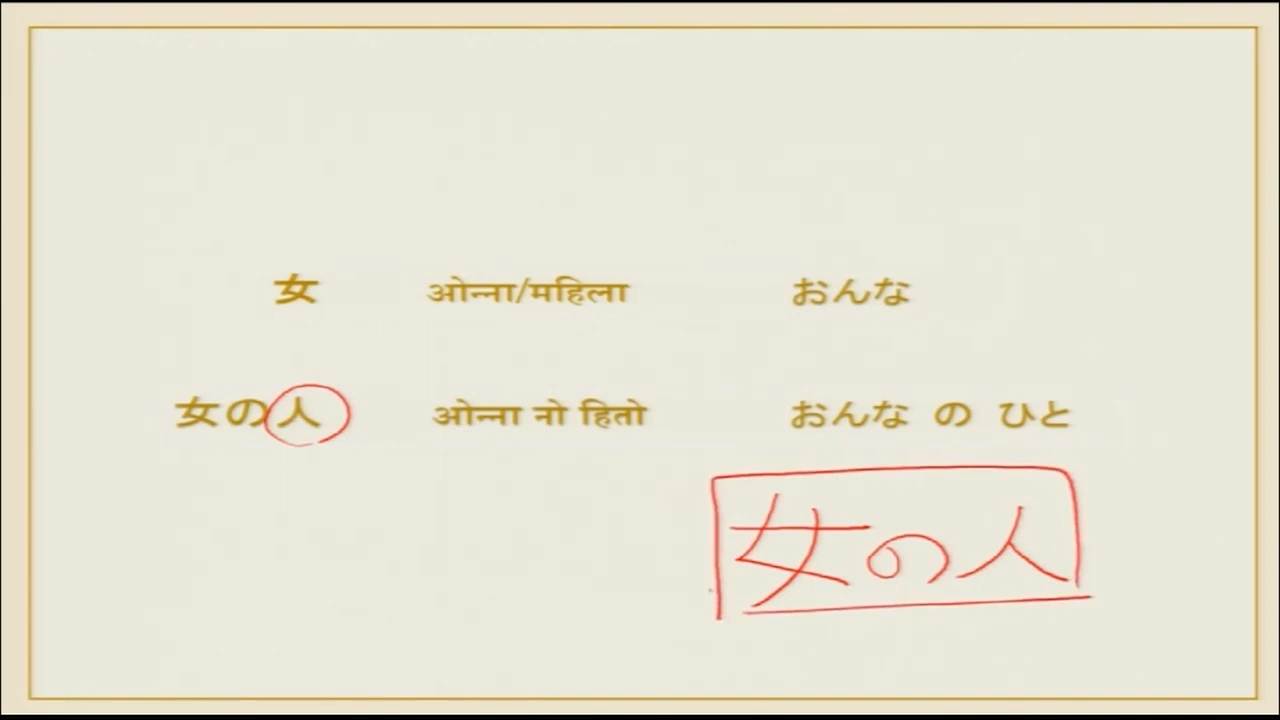 女 ओन्ना/महिला おんな
女の人 ओन्ना नो हितो おんな の ひと
女の人